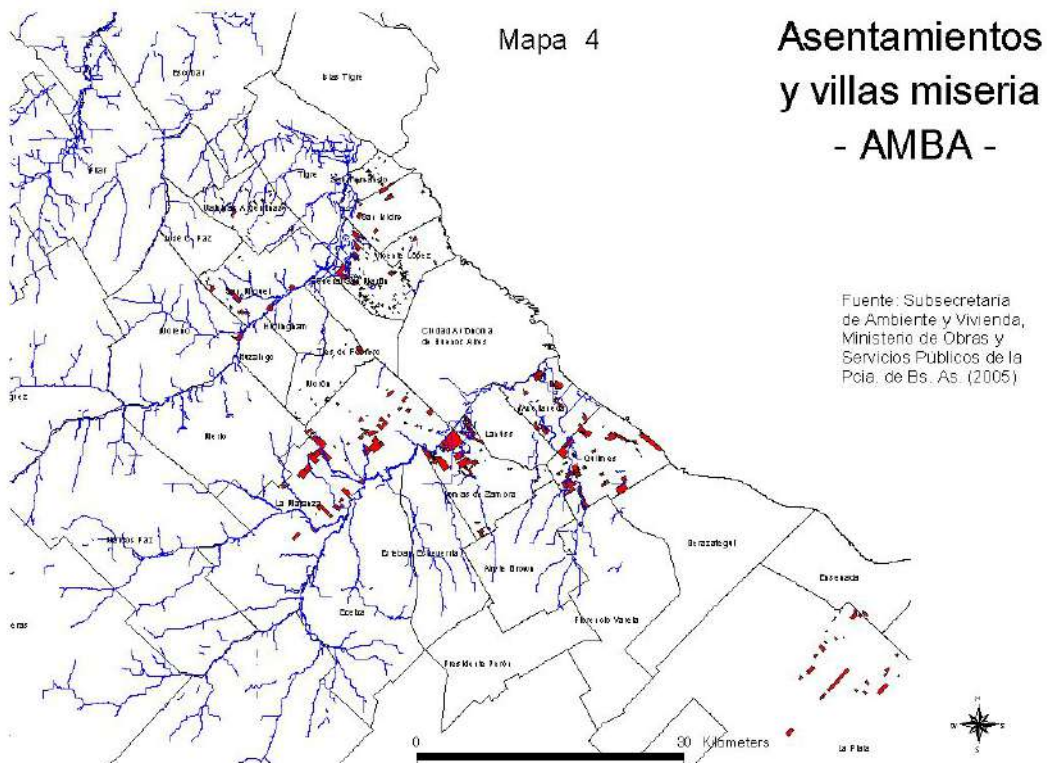 Mapa 4
Asentamientos
y villas miseria
- AMBA -
Fuente: Subsecretaría
de Ambiente y Vivienda,
Ministerio de Obras y
Servicios Públicos de la
Pcia. de Bs. As. (2005)
Escobar
Islas Tigre
Pilar
Tigre
San Fernando
Malvinas Argentinas
San Isidro
José C. Paz
Vicente López
General San Martín
San Miguel
Moreno
Hurlingham
Ciudad Autónoma
de Buenos Aires
Ituzaingo
Tres de Febrero
Morón
Merlo
Avellaneda
Lanús
Quilmes
La Matanza
Lomas de Zamora
Marcos Paz
Esteban Echeverría
Almte Brown
Berazategui
Ensenada
Ezeiza
Florencio Varela
eras
Presidente Perón
La Plata
0
30 Kilometers
N
S